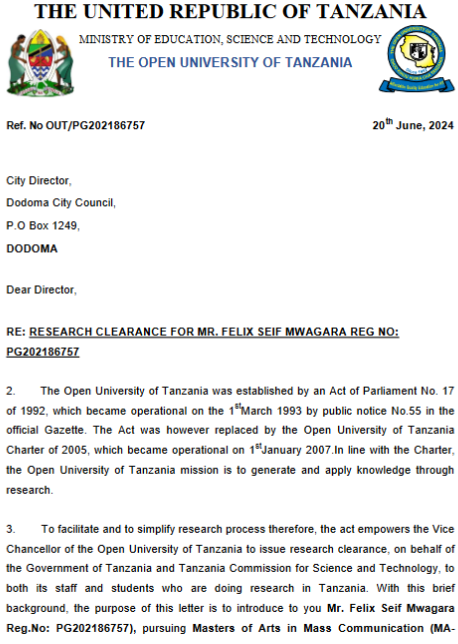 THE UNITED REPUBLIC OF TANZANIA
MINISTRY OF EDUCATION, SCIENCE AND TECHNOLOGY
THE OPEN UNIVERSITY OF TANZANIA
Ref. No OUT/PG202186757 20th June, 2024
City Director,
Dodoma City Council,
P.O Box 1249,
DODOMA
Dear Director,
RE: RESEARCH CLEARANCE FOR MR. FELIX SEIF MWAGARA REG NO:
PG202186757
2. The Open University of Tanzania was established by an Act of Parliament No. 17
of 1992, which became operational on the 1stMarch 1993 by public notice No.55 in the
official Gazette. The Act was however replaced by the Open University of Tanzania
Charter of 2005, which became operational on 1stJanuary 2007.In line with the Charter,
the Open University of Tanzania mission is to generate and apply knowledge through
research.
3. To facilitate and to simplify research process therefore, the act empowers the Vice
Chancellor of the Open University of Tanzania to issue research clearance, on behalf of
the Government of Tanzania and Tanzania Commission for Science and Technology, to
both its staff and students who are doing research in Tanzania. With this brief
background, the purpose of this letter is to introduce to you Mr. Felix Seif Mwagara
Reg.No: PG202186757), pursuing Masters of Arts in Mass Communication (MA-